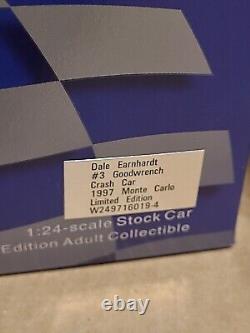 Dale Earnhardt
#3 Goodwrench
Crash Car
1997 Monte Carlo
Limited Edition
W249716019-4
1:24-scale Stock Car
Edition Adult Collectible